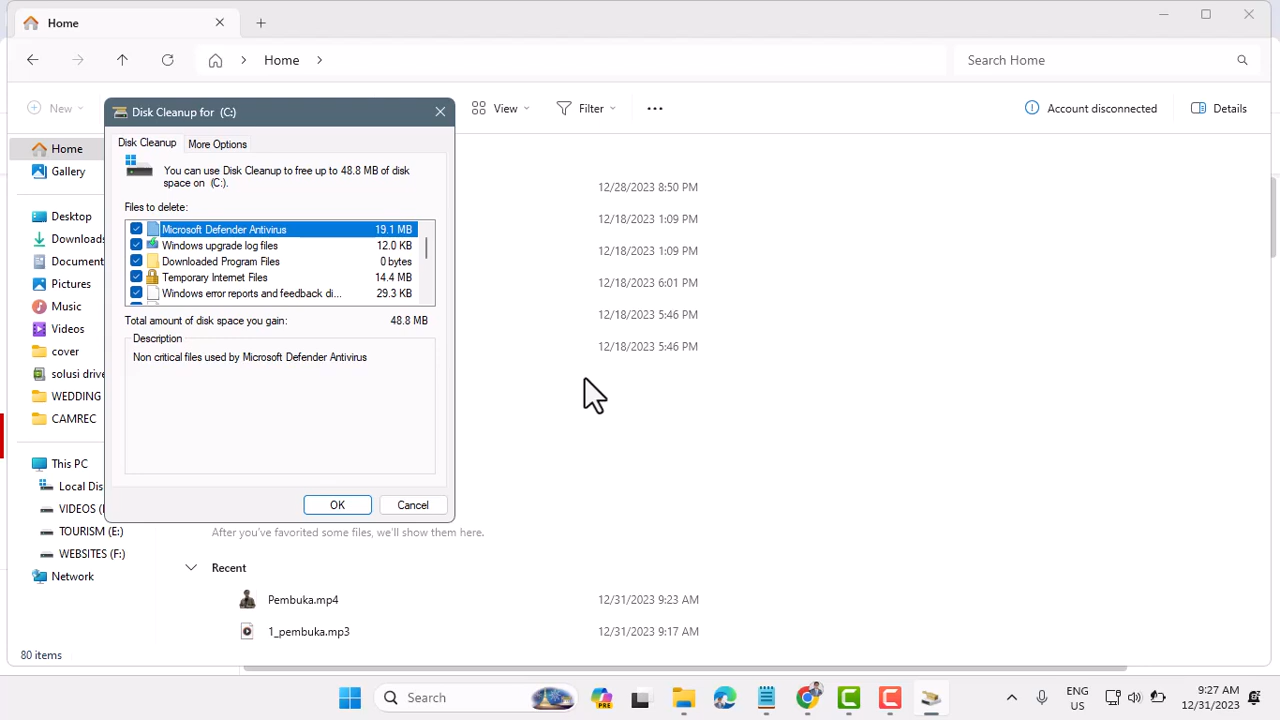 Home
Home
Search Home
New
View
Filter
Account disconnected
Details
Disk Cleanup for (C:)
Disk Cleanup
More Options
You can use Disk Cleanup to free up to 48.8 MB of disk
space on (C:).
Files to delete:
Microsoft Defender Antivirus 19.1 MB
Windows upgrade log files 12.0 KB
Downloaded Program Files 0 bytes
Temporary Internet Files 14.4 MB
Windows error reports and feedback di... 29.3 KB
Total amount of disk space you gain: 48.8 MB
Description
Non critical files used by Microsoft Defender Antivirus
OK
Cancel
Home
Gallery
Desktop
Downloads
Document
Pictures
Music
Videos
cover
solusi drive
WEDDING
CAMREC
This PC
Local Dis
VIDEOS (
TOURISM (E:)
WEBSITES (F:)
Network
12/28/2023 8:50 PM
12/18/2023 1:09 PM
12/18/2023 1:09 PM
12/18/2023 6:01 PM
12/18/2023 5:46 PM
12/18/2023 5:46 PM
After you've favorited some files, we'll show them here.
Recent
Pembuka.mp4 12/31/2023 9:23 AM
1_pembuka.mp3 12/31/2023 9:17 AM
80 items
Search
PRE
ENG
US
9:27 AM
12/31/2023